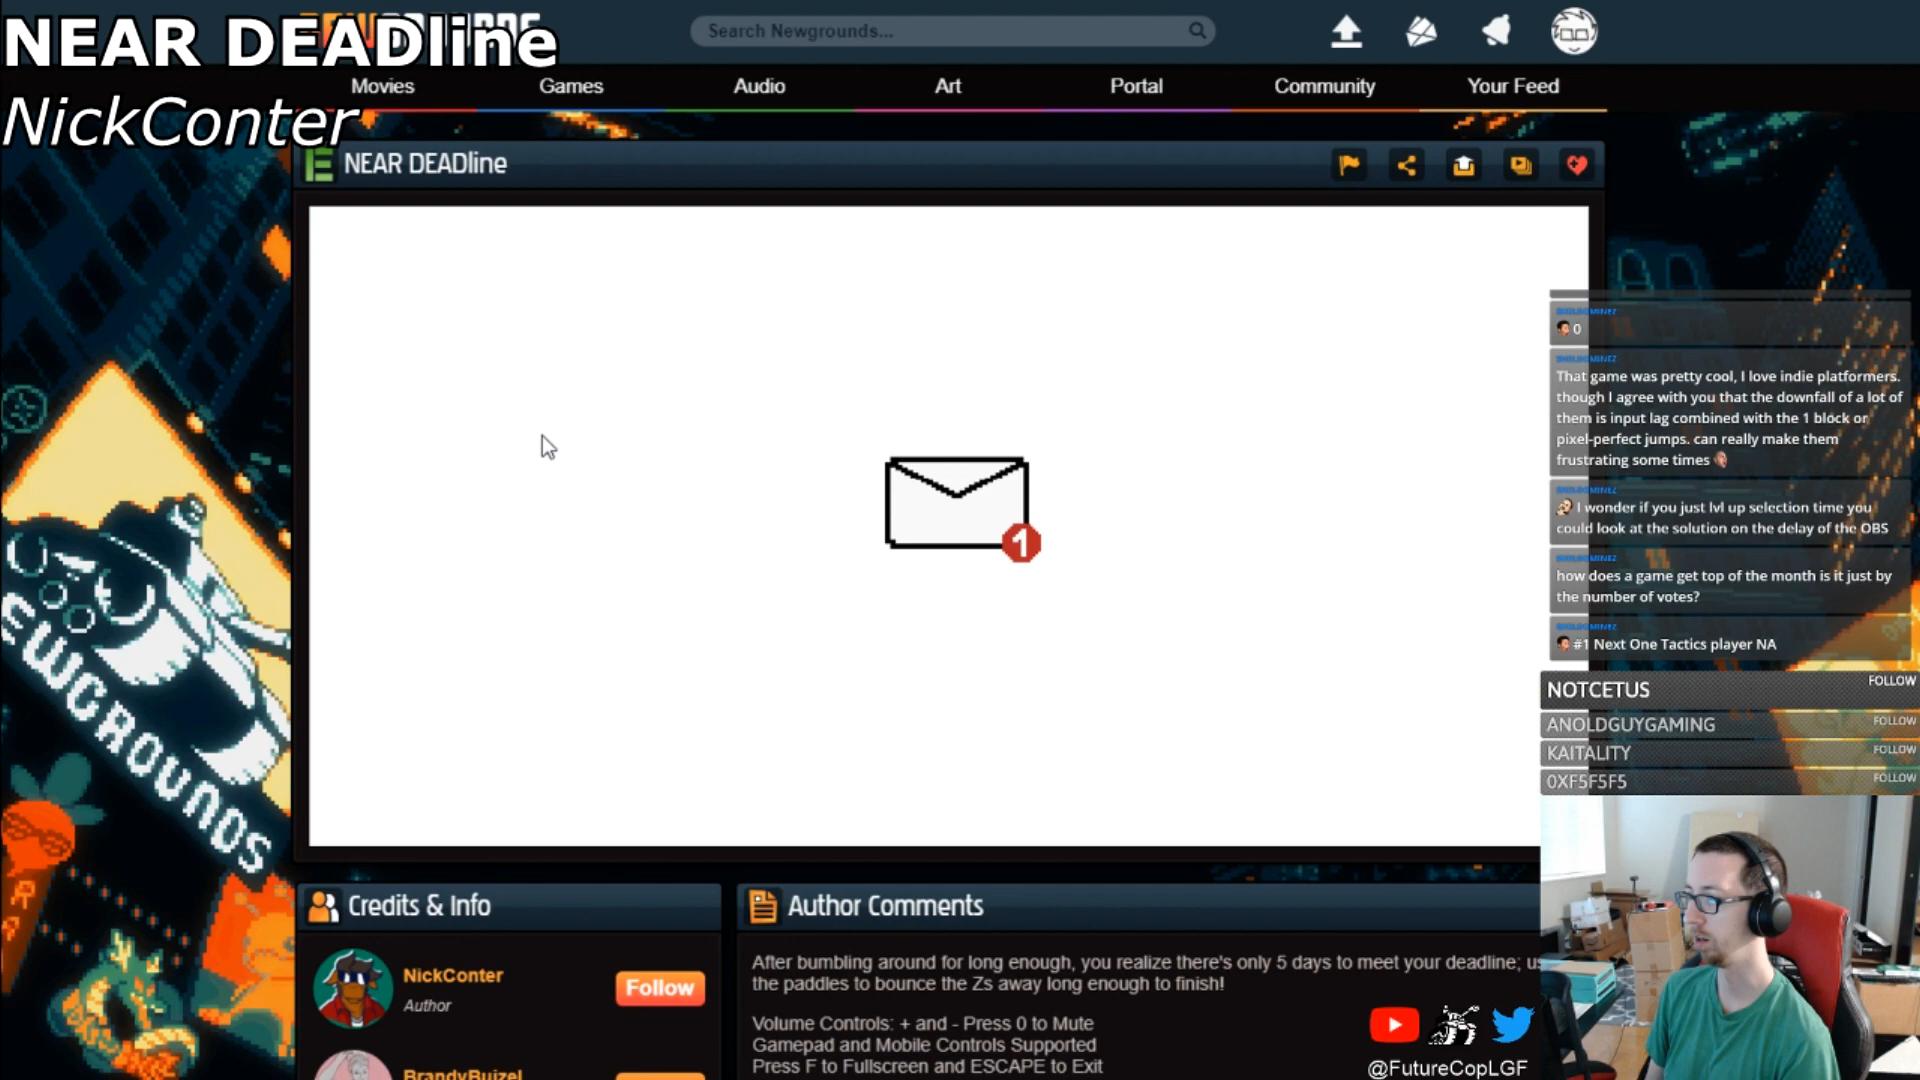 NEAR DEADline
NickConter
Search Newgrounds...
Movies
Games
Audio
Art
Portal
Community
Your Feed
E NEAR DEADline
1
0
That game was pretty cool, I love indie platformers.
though I agree with you that the downfall of a lot of
them is input lag combined with the 1 block or
pixel-perfect jumps. can really make them
frustrating some times
I wonder if you just lvl up selection time you
could look at the solution on the delay of the OBS
how does a game get top of the month is it just by
the number of votes?
#1 Next One Tactics player NA
NOTCETUS FOLLOW
ANOLDGUYGAMING FOLLOW
KAITALITY FOLLOW
0XF5F5F5 FOLLOW
EWGROUNDS
Credits & Info
NickConter
Author
Follow
BrandyBuizel
Author Comments
After bumbling around for long enough, you realize there's only 5 days to meet your deadline; us
the paddles to bounce the Zs away long enough to finish!
Volume Controls: + and - Press 0 to Mute
Gamepad and Mobile Controls Supported
Press F to Fullscreen and ESCAPE to Exit
@FutureCopLGF